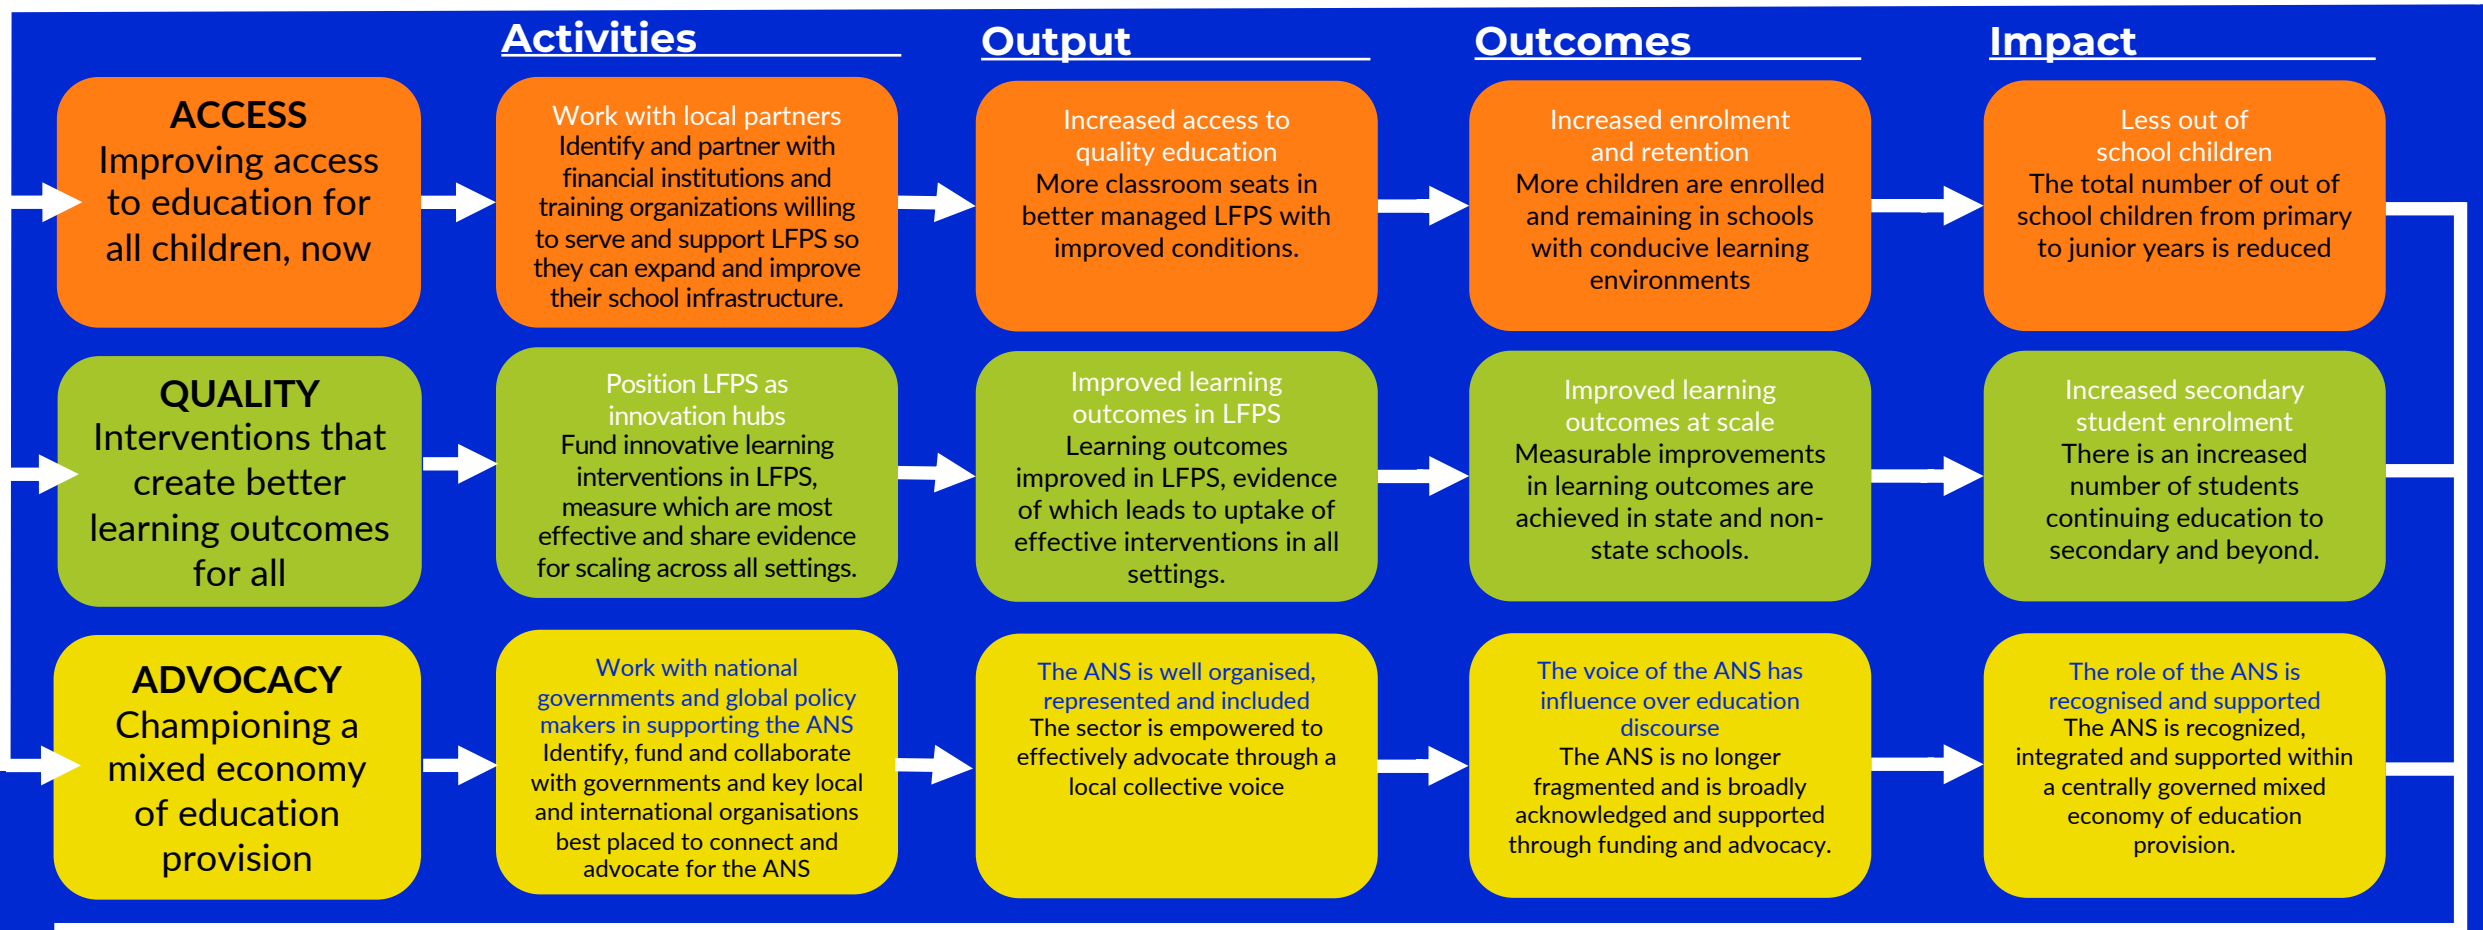 Activities
Output
Outcomes
Impact
ACCESS
Improving access
to education for
all children, now
Work with local partners
Identify and partner with
financial institutions and
training organizations willing
to serve and support LFPS so
they can expand and improve
their school infrastructure.
Increased access to
quality education
More classroom seats in
better managed LFPS with
improved conditions.
Increased enrolment
and retention
More children are enrolled
and remaining in schools
with conducive learning
environments
Less out of
school children
The total number of out of
school children from primary
to junior years is reduced
QUALITY
Interventions that
create better
learning outcomes
for all
Position LFPS as
innovation hubs
Fund innovative learning
interventions in LFPS,
measure which are most
effective and share evidence
for scaling across all settings.
Improved learning
outcomes in LFPS
Learning outcomes
improved in LFPS, evidence
of which leads to uptake of
effective interventions in all
settings.
Improved learning
outcomes at scale
Measurable improvements
in learning outcomes are
achieved in state and non-
state schools.
Increased secondary
student enrolment
There is an increased
number of students
continuing education to
secondary and beyond.
ADVOCACY
Championing a
mixed economy
of education
provision
Work with national
governments and global policy
makers in supporting the ANS
Identify, fund and collaborate
with governments and key local
and international organisations
best placed to connect and
advocate for the ANS
The ANS is well organised,
represented and included
The sector is empowered to
effectively advocate through a
local collective voice
The voice of the ANS has
influence over education
discourse
The ANS is no longer
fragmented and is broadly
acknowledged and supported
through funding and advocacy.
The role of the ANS is
recognised and supported
The ANS is recognized,
integrated and supported within
a centrally governed mixed
economy of education
provision.